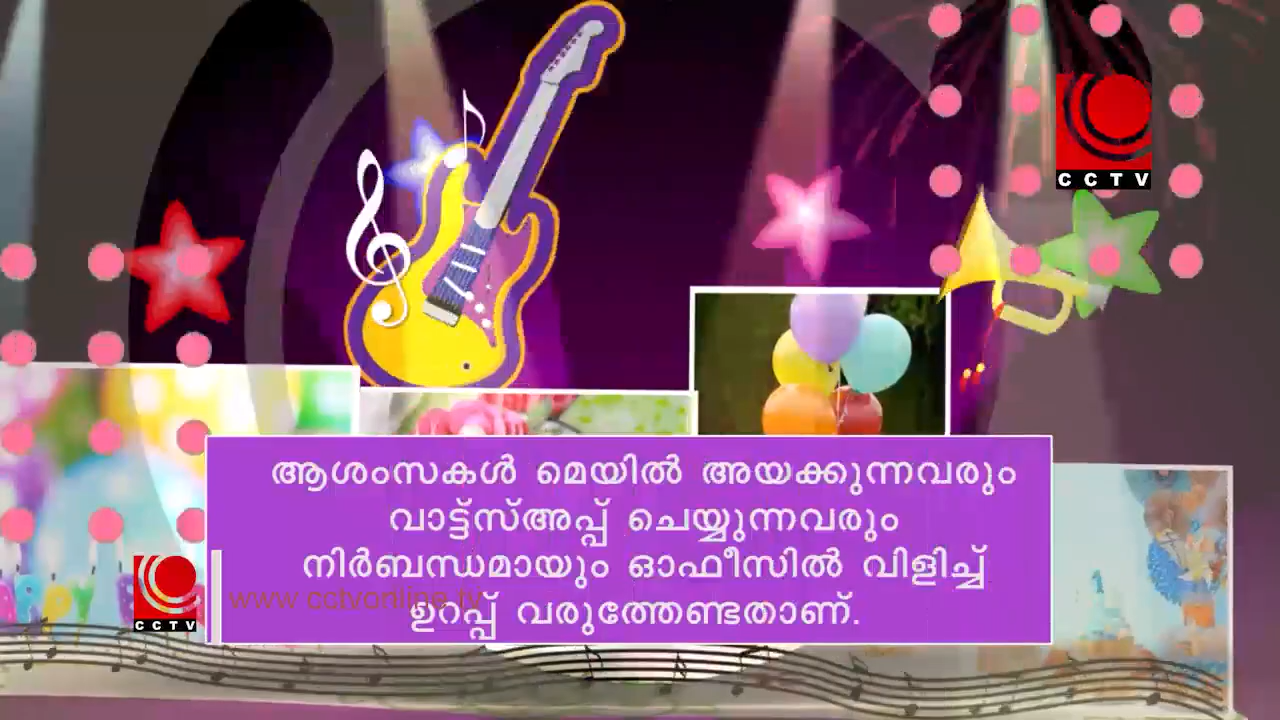 CCTV
ആശംസകൾ മെയിൽ അയക്കുന്നവരും
വാട്ട്സ്അപ്പ് ചെയ്യുന്നവരും
നിർബന്ധമായും ഓഫീസിൽ വിളിച്ച്
ഉറപ്പ് വരുത്തേണ്ടതാണ്.
www.cctvonline.tv
CCTV